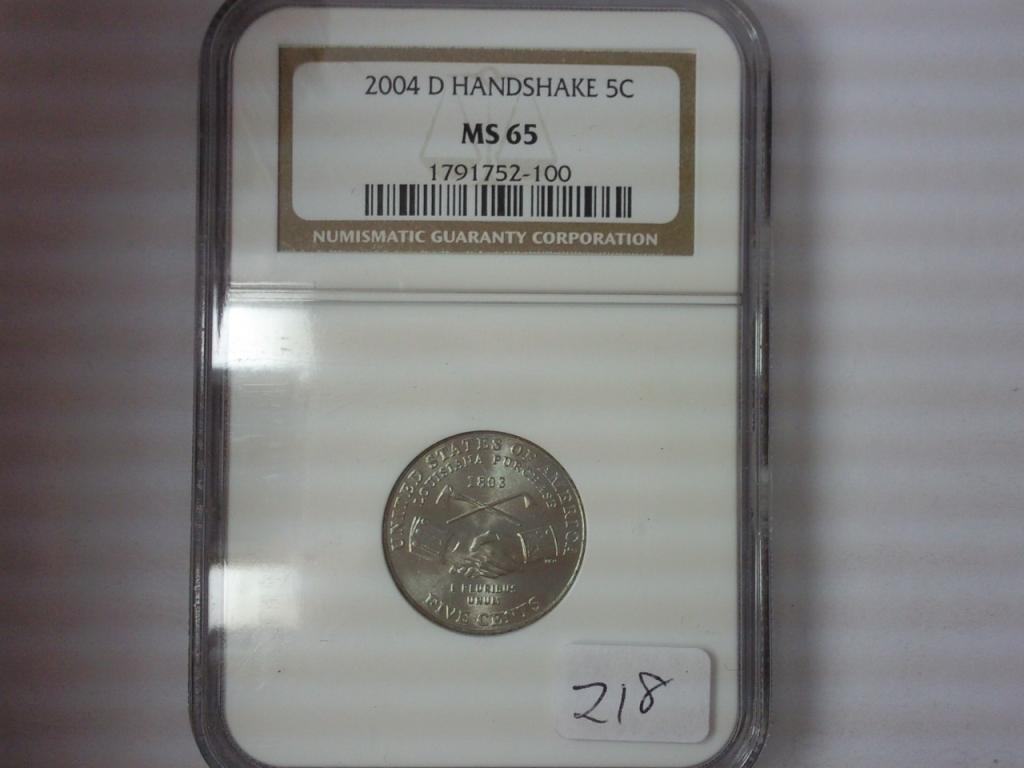 2004 D HANDSHAKE 5C
MS 65
1791752-100
NUMISMATIC GUARANTY CORPORATION
UNITED STATES OF AMERICA
LOUISIANA PURCHASE
1803
E PLURIBUS
UNUM
FIVE CENTS
218